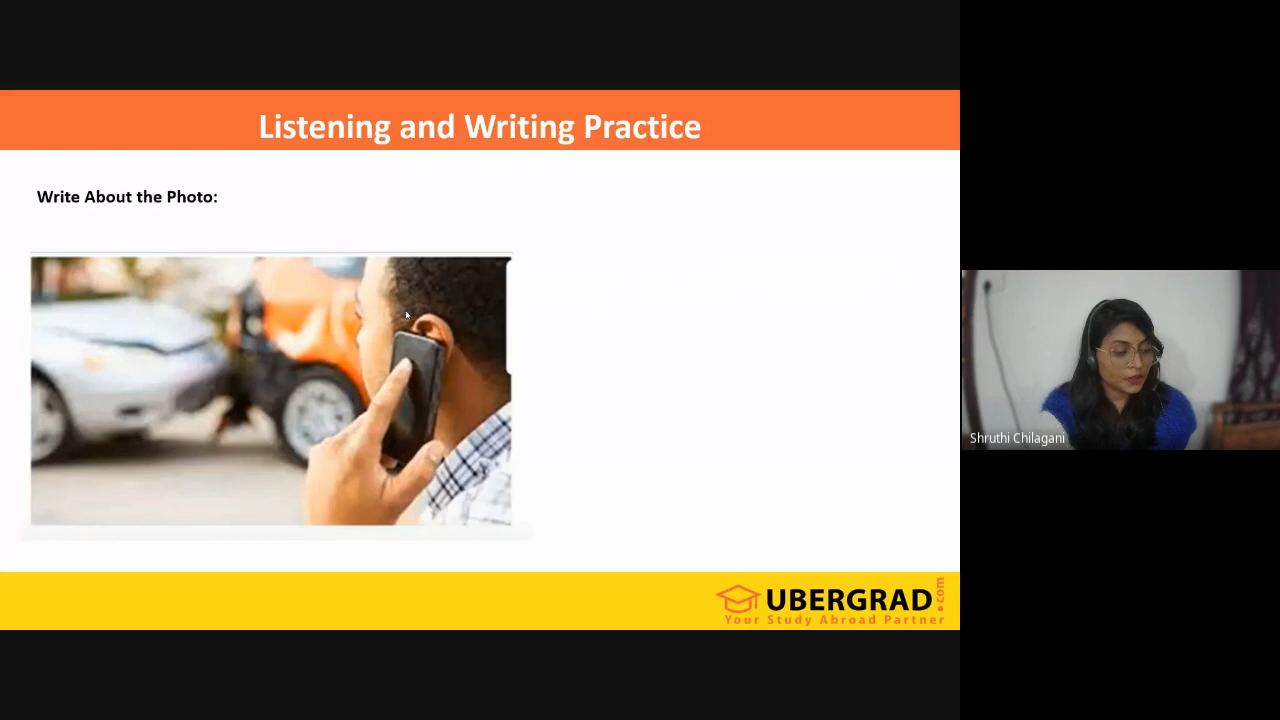 Listening and Writing Practice
Write About the Photo:
Shruthi Chilagani
UBERGRAD.com
Your Study Abroad Partner